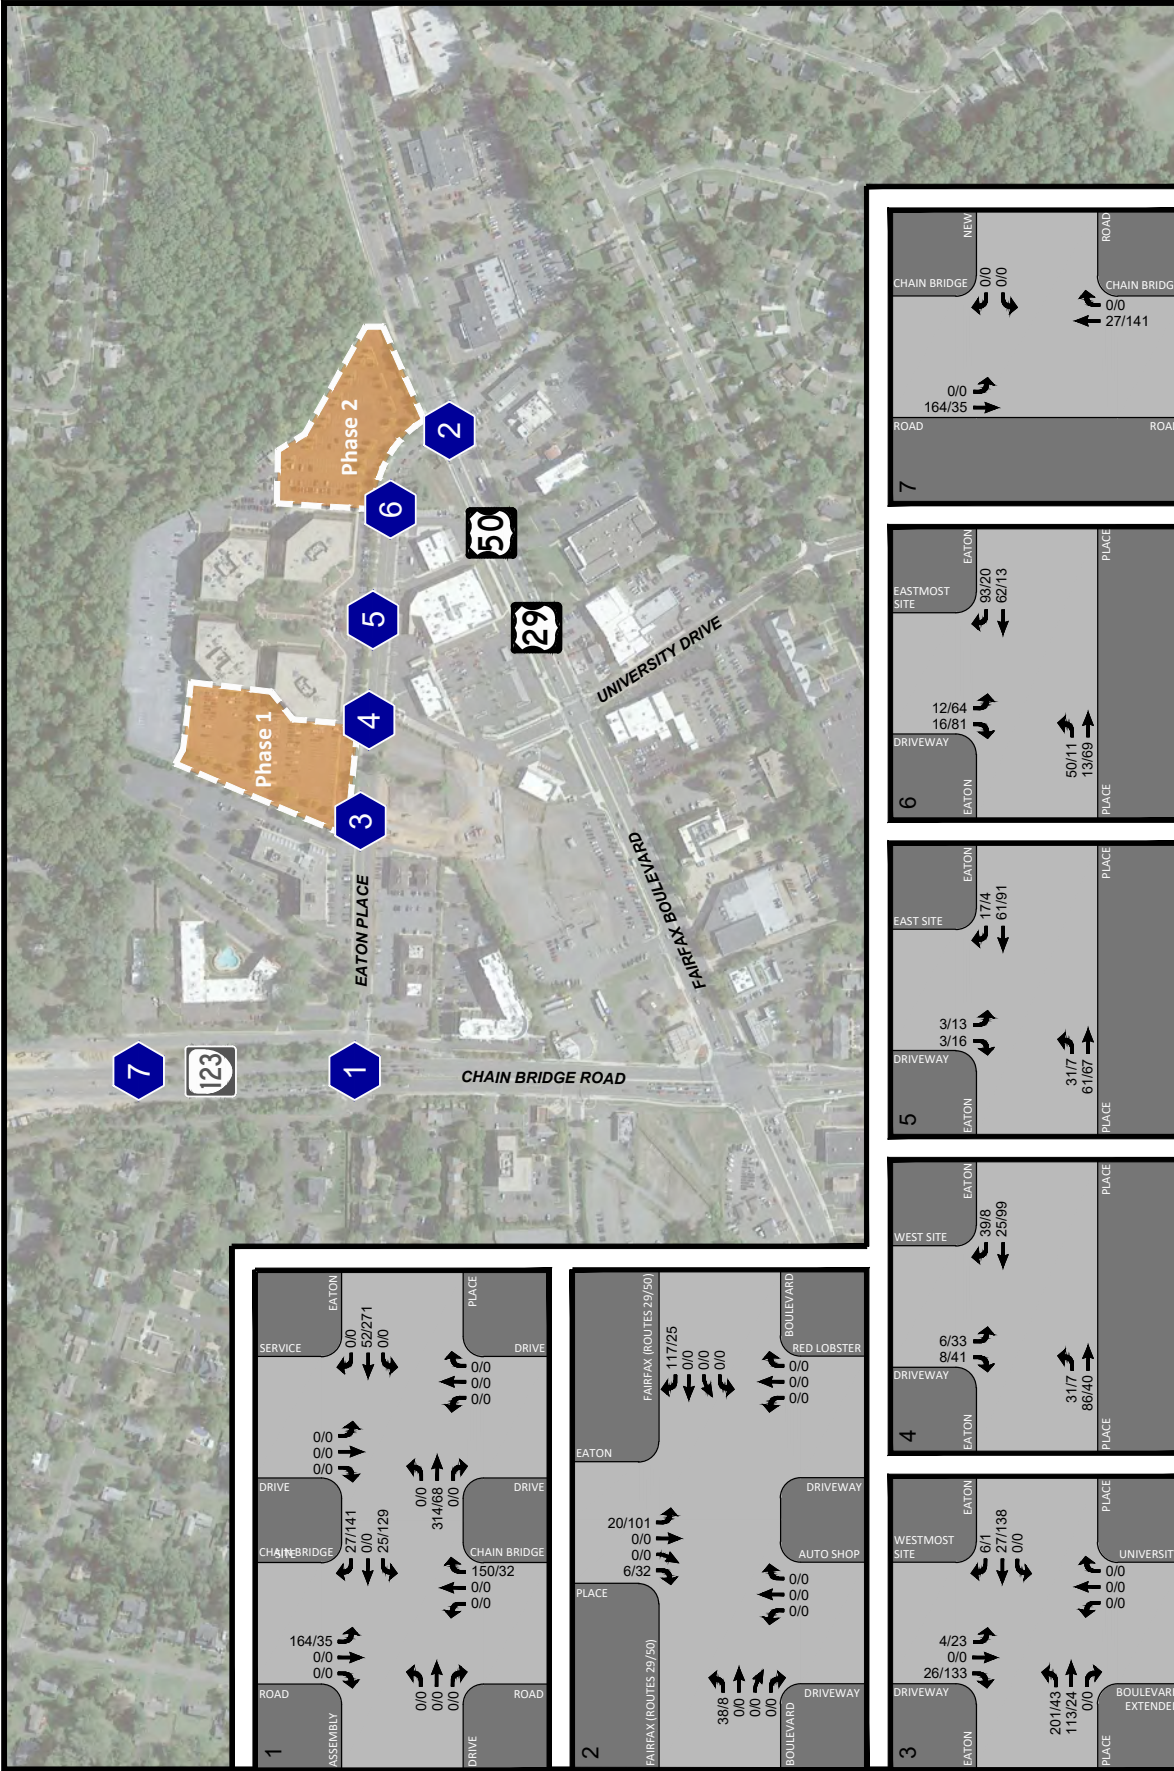 Phase 1
Phase 2
7
123
1
3
4
5
6
2
50
29
EATON PLACE
CHAIN BRIDGE ROAD
FAIRFAX BOULEVARD
UNIVERSITY DRIVE
1
ASSEMBLY
ROAD
CHAIN BRIDGE
SITE
DRIVE
SERVICE
EATON
164/35
0/0
0/0
27/141
0/0
25/129
0/0
0/0
0/0
0/0
52/271
0/0
0/0
0/0
0/0
150/32
0/0
0/0
0/0
314/68
0/0
0/0
0/0
0/0
DRIVE
ROAD
CHAIN BRIDGE
DRIVE
DRIVE
PLACE
2
FAIRFAX (ROUTES 29/50)
PLACE
EATON
FAIRFAX (ROUTES 29/50)
20/101
0/0
0/0
6/32
117/25
0/0
0/0
0/0
38/8
0/0
0/0
0/0
0/0
0/0
0/0
0/0
0/0
0/0
BOULEVARD
DRIVEWAY
AUTO SHOP
DRIVEWAY
RED LOBSTER
BOULEVARD
3
EATON
DRIVEWAY
WESTMOST
SITE
EATON
4/23
0/0
26/133
6/1
27/138
0/0
201/43
113/24
0/0
0/0
0/0
0/0
PLACE
BOULEVARD
EXTENDED
UNIVERSIT
PLACE
4
EATON
DRIVEWAY
WEST SITE
EATON
6/33
8/41
39/8
25/99
31/7
86/40
PLACE
PLACE
5
EATON
DRIVEWAY
EAST SITE
EATON
3/13
3/16
17/4
61/91
31/7
61/67
PLACE
PLACE
6
EATON
DRIVEWAY
EASTMOST
SITE
EATON
12/64
16/81
93/20
62/13
50/11
13/69
PLACE
PLACE
7
ROAD
CHAIN BRIDGE
NEW
0/0
164/35
0/0
0/0
0/0
27/141
ROAD
CHAIN BRIDG
ROAD